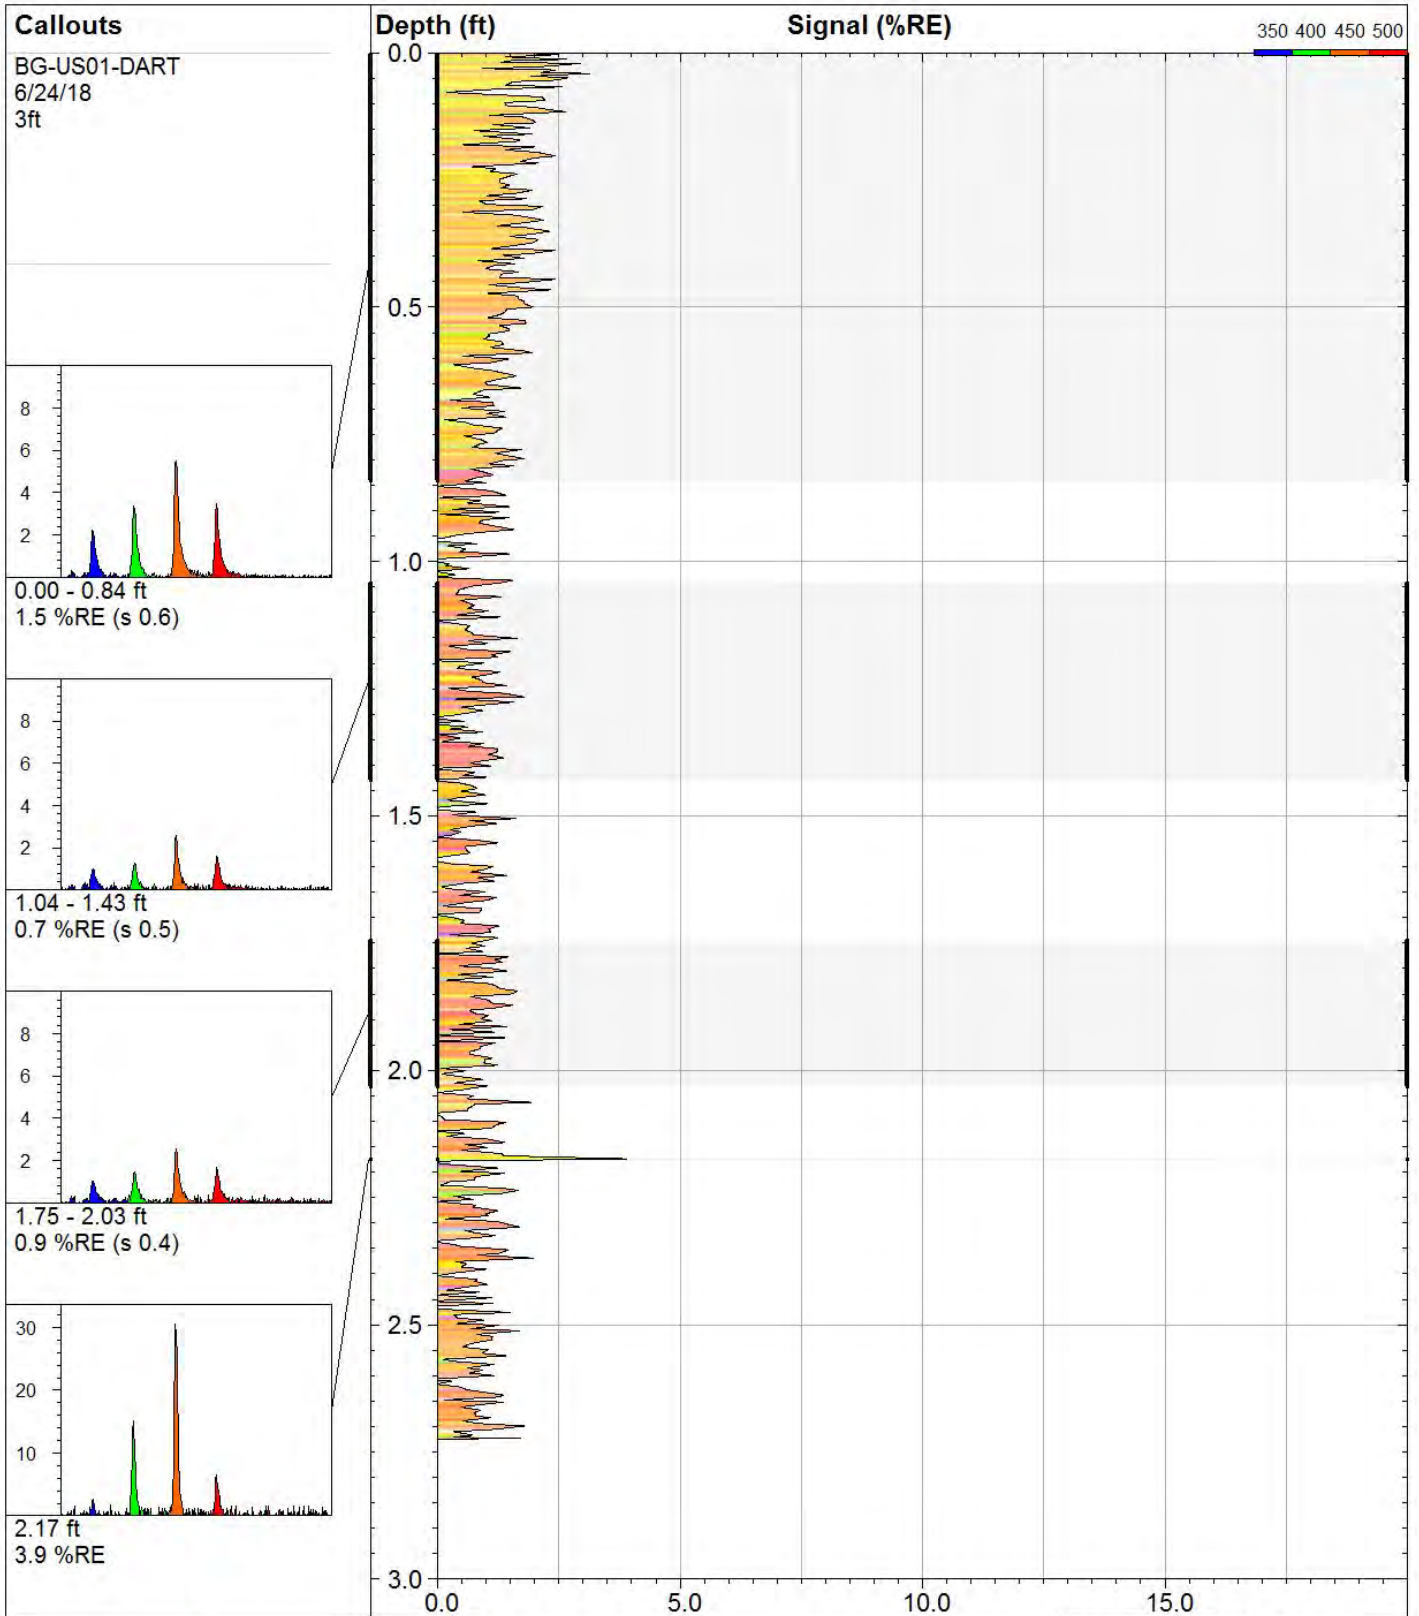 Callouts
BG-US01-DART
6/24/18
3ft
8
6
4
2
0.00 - 0.84 ft
1.5 %RE (s 0.6)
8
6
4
2
1.04 - 1.43 ft
0.7 %RE (s 0.5)
8
6
4
2
1.75 - 2.03 ft
0.9 %RE (s 0.4)
30
20
10
2.17 ft
3.9 %RE
Depth (ft)
Signal (%RE)
350 400 450 500
0.0
0.5
1.0
1.5
2.0
2.5
3.0
0.0 5.0 10.0 15.0